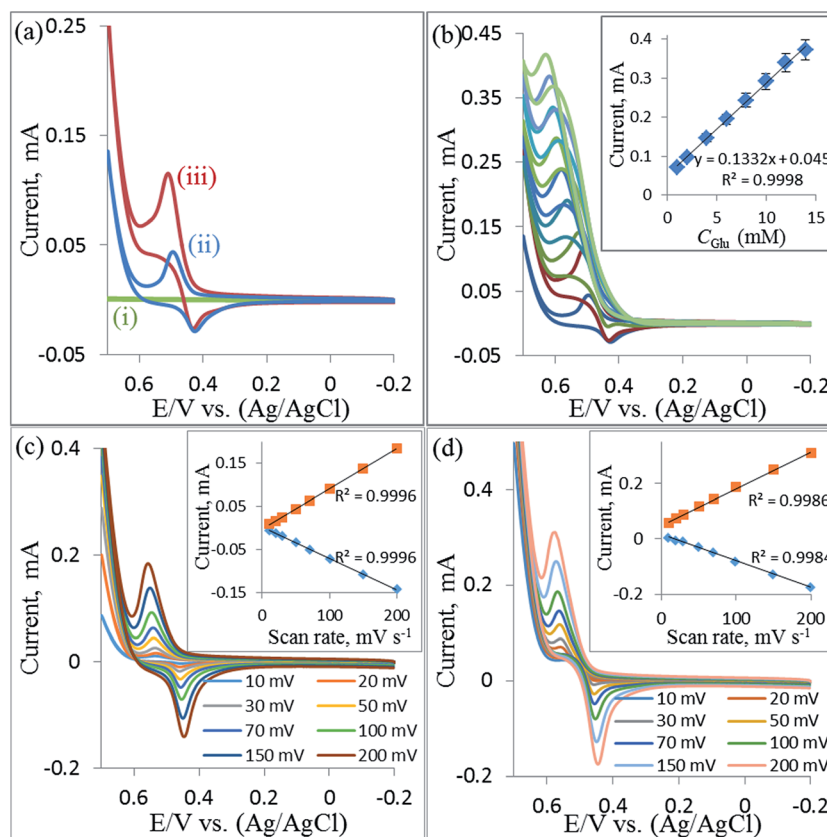 (a)
0.25
0.15
0.05
-0.05
Current, mA
(i)
(ii)
(iii)
0.6 0.4 0.2 0 -0.2
E/V vs. (Ag/AgCl)
(b)
0.45
0.40
0.35
0.30
0.25
0.20
0.15
0.10
0.05
0.00
-0.05
Current, mA
0.6 0.4 0.2 0 -0.2
E/V vs. (Ag/AgCl)
0.4
0.3
0.2
0.1
0
Current, mA
y = 0.1332x + 0.045
R² = 0.9998
0 5 10 15
CGlu (mM)
(c)
0.4
0.2
0
-0.2
Current, mA
0.15
0.05
-0.05
-0.15
Current, mA
R² = 0.9996
R² = 0.9996
0 100 200
Scan rate, mV s-1
10 mV 20 mV
30 mV 50 mV
70 mV 100 mV
150 mV 200 mV
0.6 0.4 0.2 0 -0.2
E/V vs. (Ag/AgCl)
(d)
0.4
0.2
0
-0.2
Current, mA
0.2
0
-0.2
Current, mA
R² = 0.9986
R² = 0.9984
0 100 200
Scan rate, mV s-1
10 mV 20 mV
30 mV 50 mV
70 mV 100 mV
150 mV 200 mV
0.6 0.4 0.2 0 -0.2
E/V vs. (Ag/AgCl)